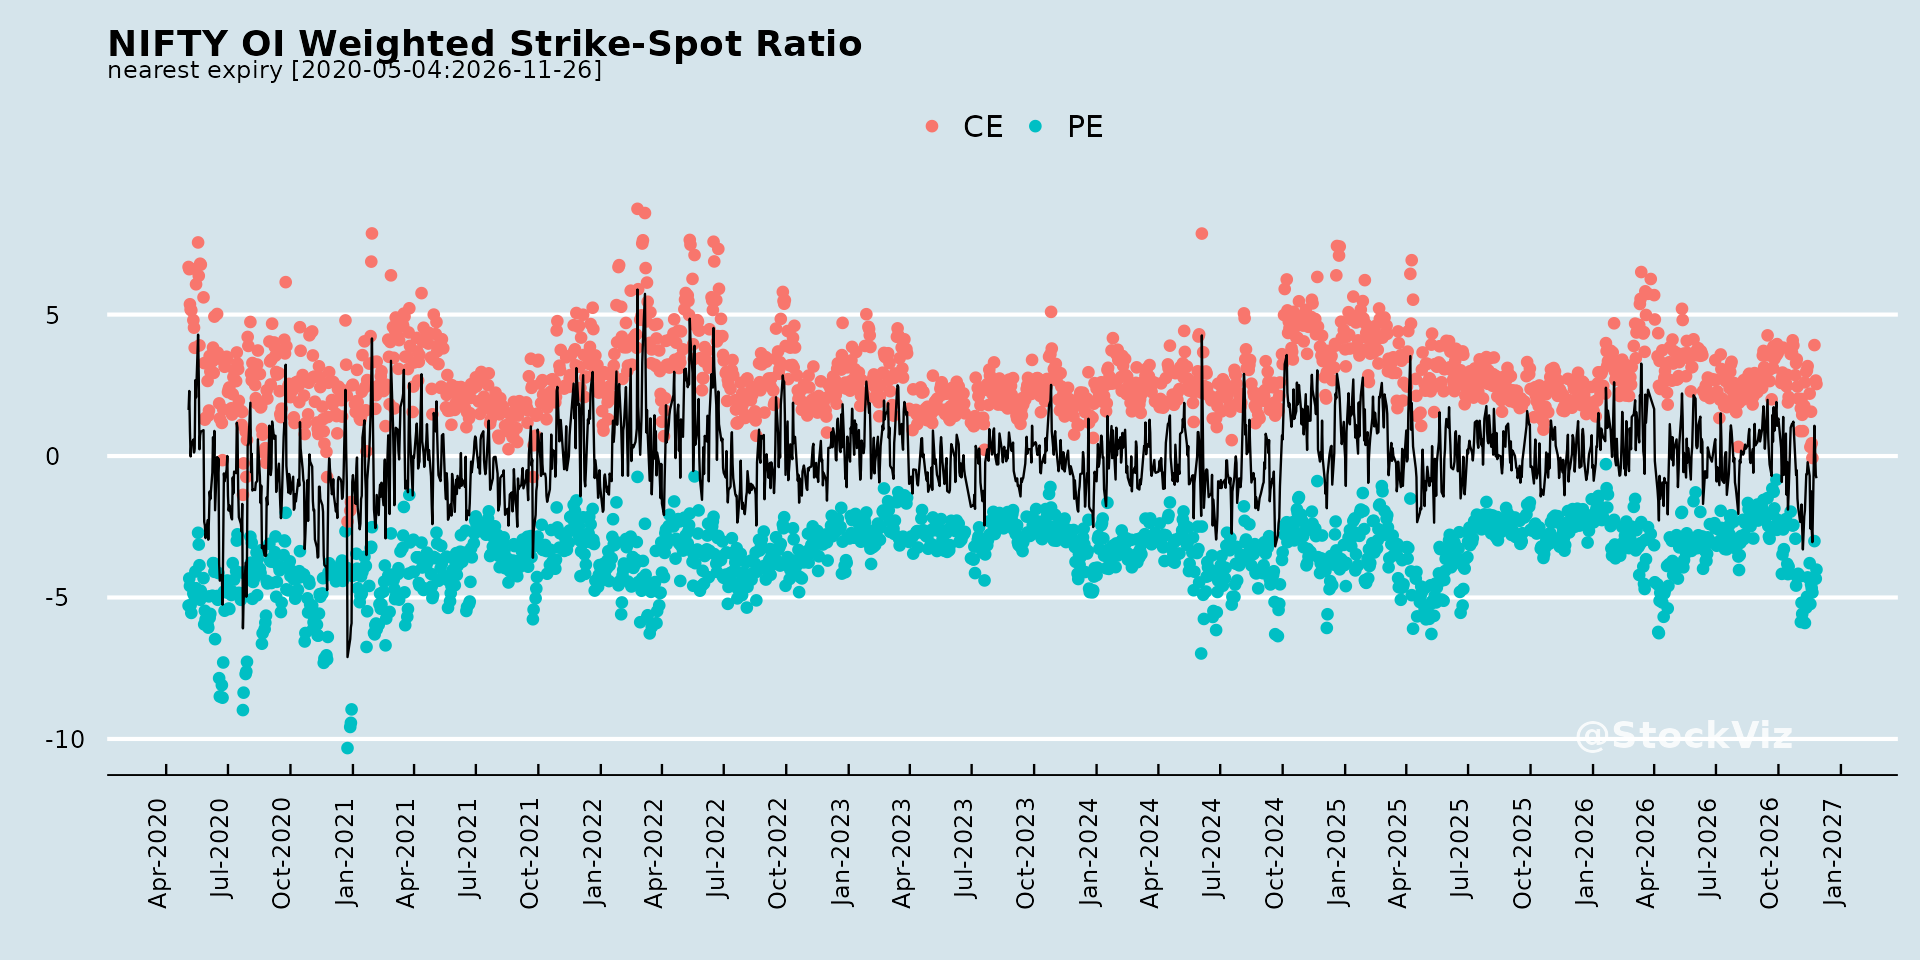 NIFTY OI Weighted Strike-Spot Ratio
nearest expiry [2020-05-04:2026-11-26]
CE PE
5
0
-5
-10
@StockViz
Apr-2020 Jul-2020 Oct-2020 Jan-2021 Apr-2021 Jul-2021 Oct-2021 Jan-2022 Apr-2022 Jul-2022 Oct-2022 Jan-2023 Apr-2023 Jul-2023 Oct-2023 Jan-2024 Apr-2024 Jul-2024 Oct-2024 Jan-2025 Apr-2025 Jul-2025 Oct-2025 Jan-2026 Apr-2026 Jul-2026 Oct-2026 Jan-2027